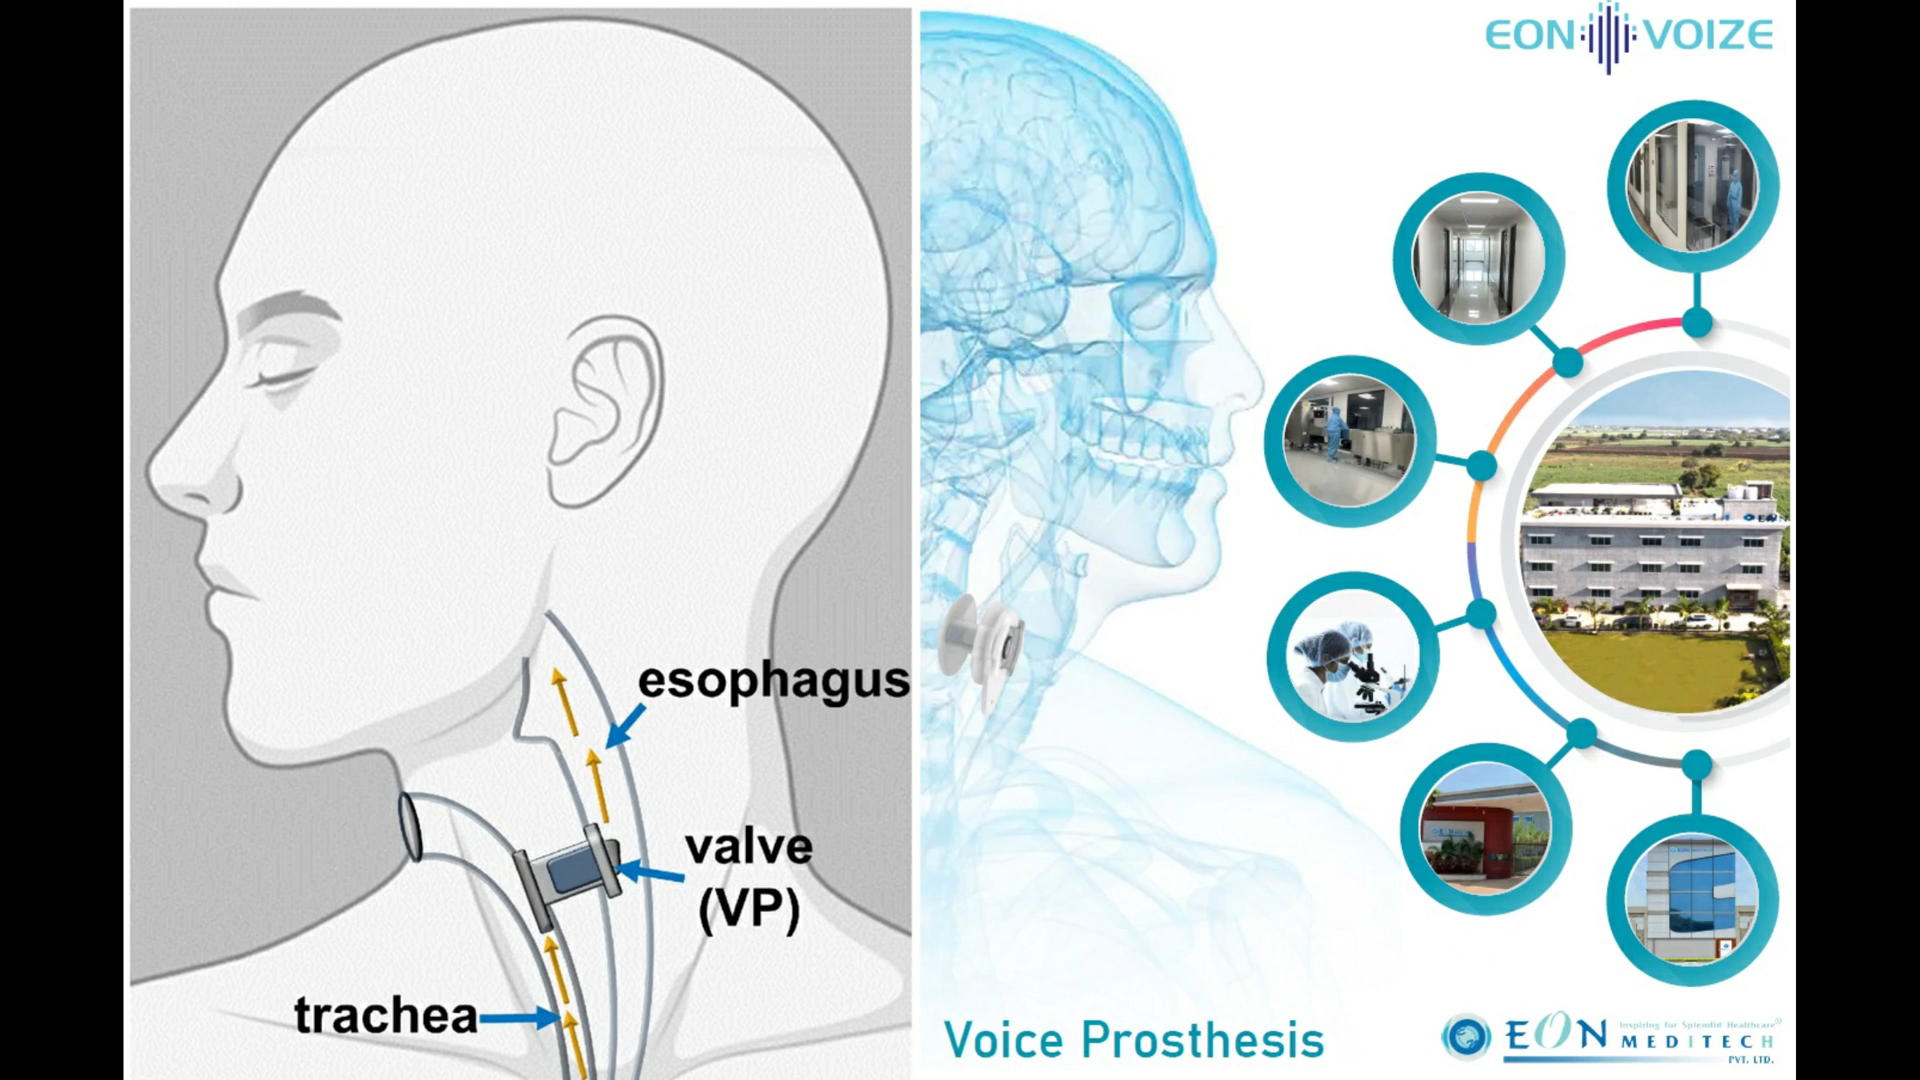 esophagus
valve
(VP)
trachea
EON VOIZE
Voice Prosthesis
EON
Inspiring for Splendid Healthcare
MEDITECH
PVT. LTD.